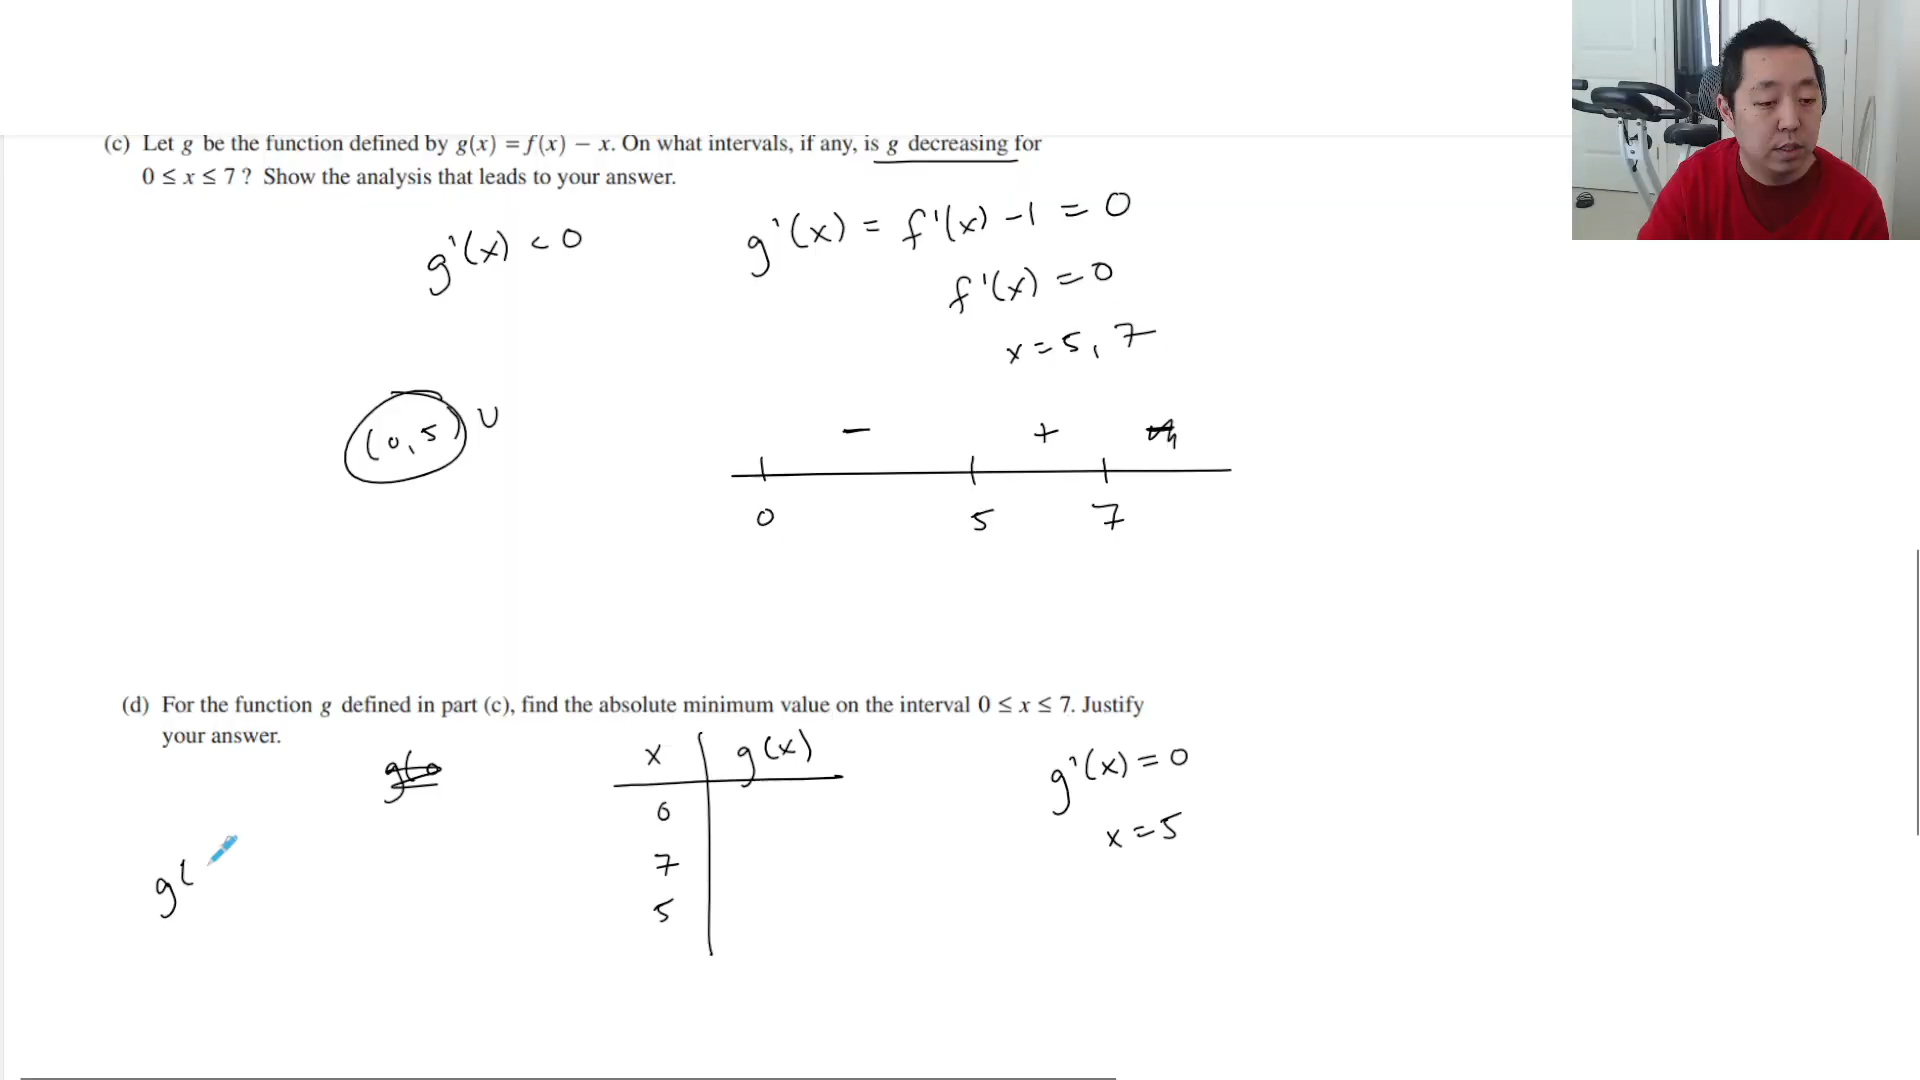 (c) Let g be the function defined by g(x) = f(x) − x. On what intervals, if any, is g decreasing for
0 ≤ x ≤ 7 ? Show the analysis that leads to your answer.
g'(x) < 0
g'(x) = f'(x) - 1 = 0
f'(x) = 0
x = 5, 7
(0, 5) U
− +
0 5 7
(d) For the function g defined in part (c), find the absolute minimum value on the interval 0 ≤ x ≤ 7. Justify
your answer.
x g(x)
0
7
5
g'(x) = 0
x = 5
g(